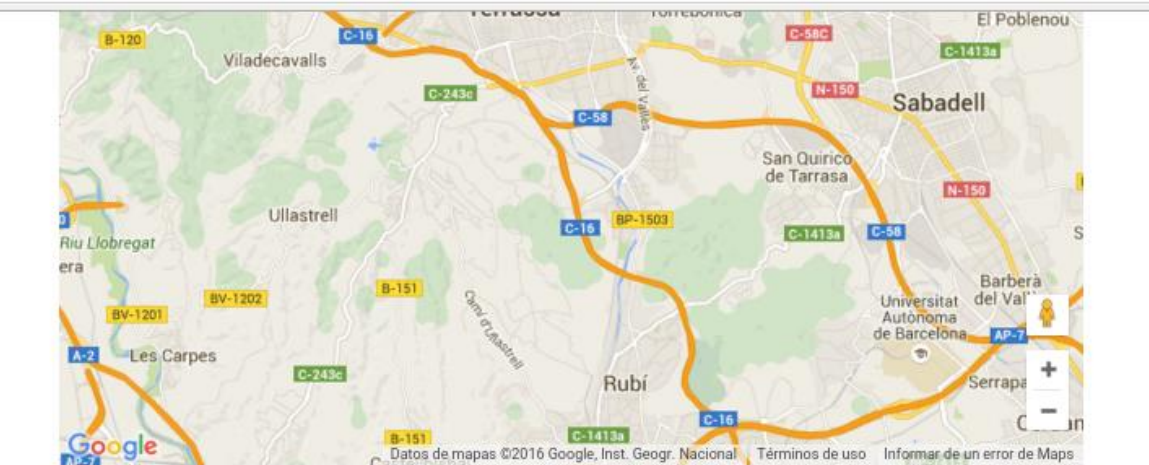 Terrassa
Torrebonica
El Poblenou
C-58C
C-16
B-120
C-1413a
Viladecavalls
Av. del Valles
N-150
C-243c
Sabadell
C-58
San Quirico
de Tarrasa
N-150
Ullastrell
BP-1503
C-16
C-1413a
C-58
Riu Llobregat
era
Barberà
del Val
B-151
BV-1202
Camí d'Ullastrell
Universitat
Autònoma
de Barcelona
BV-1201
AP-7
A-2
Les Carpes
C-243c
Rubí
Serrapa
+
−
C-16
C-1413a
B-151
Google
AP-7
Datos de mapas ©2016 Google, Inst. Geogr. Nacional
Términos de uso
Informar de un error de Maps